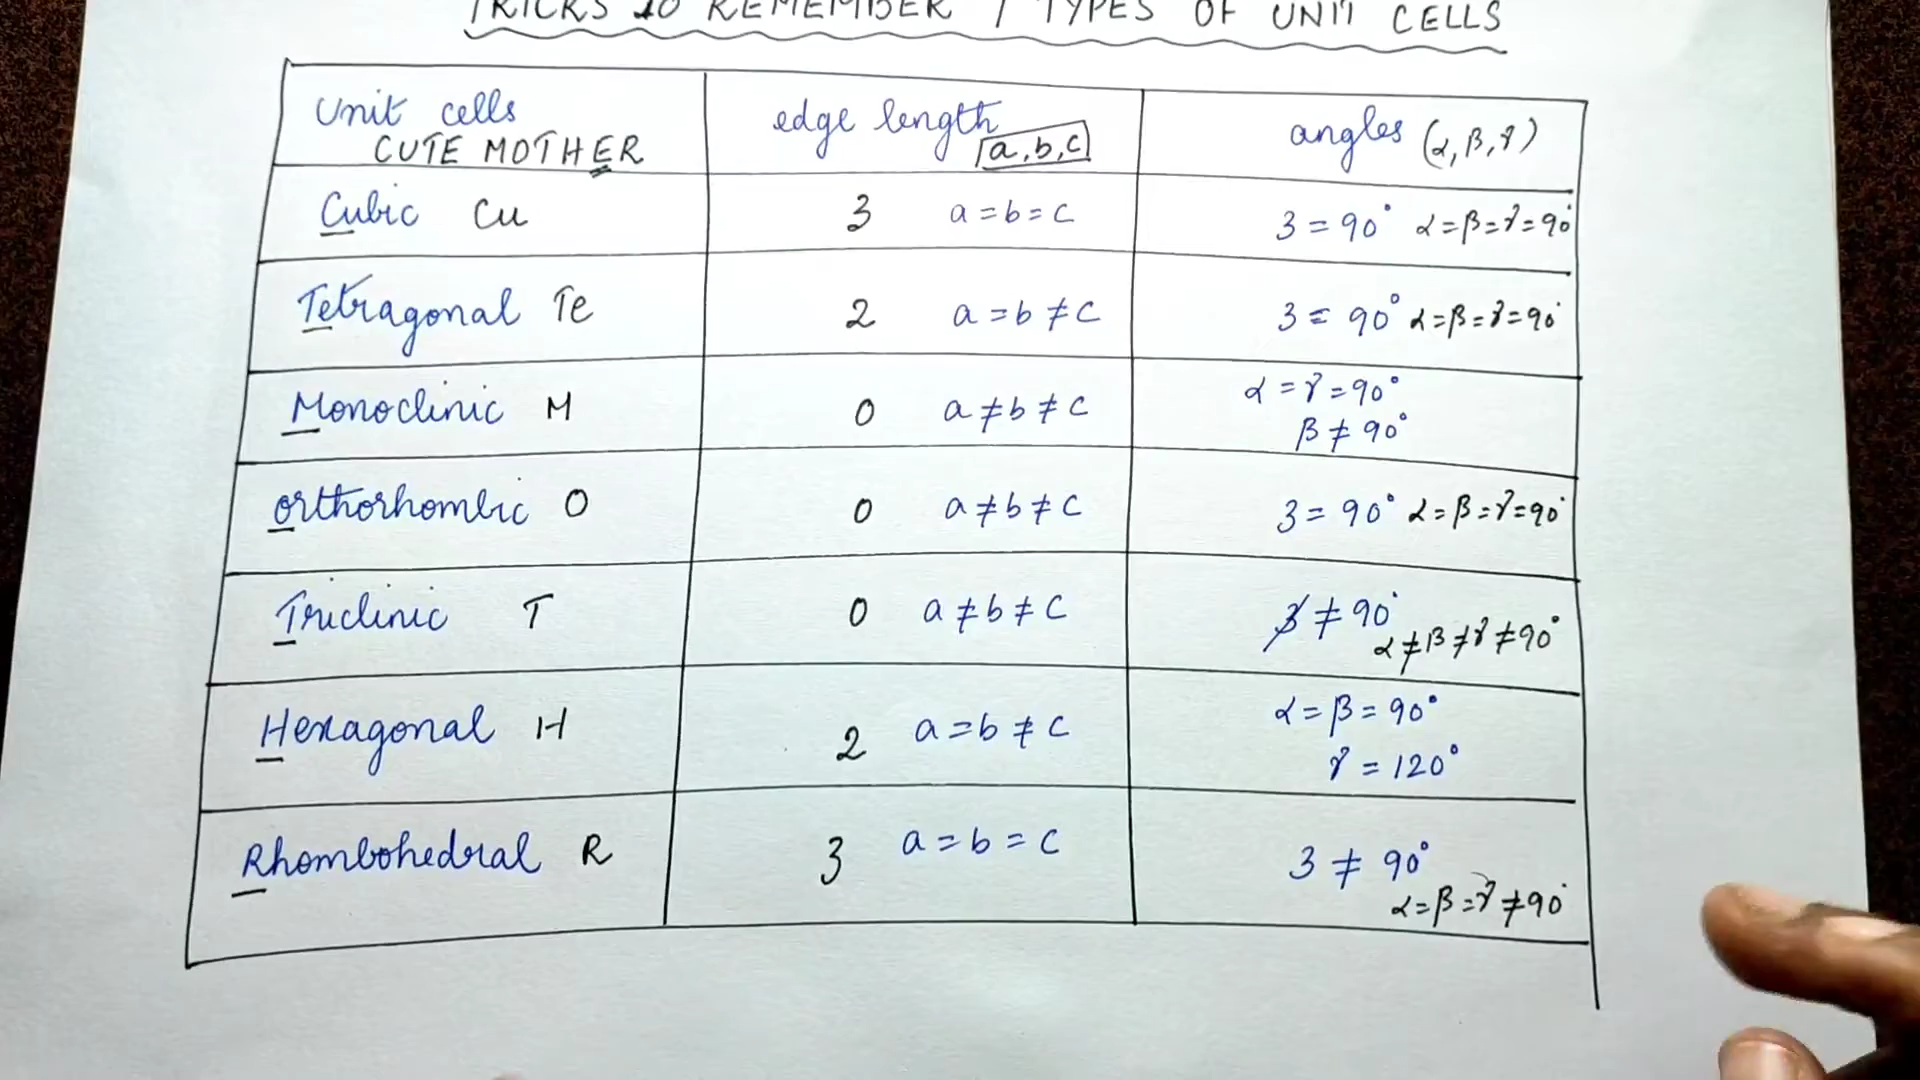 TRICKS TO REMEMBER 7 TYPES OF UNIT CELLS
Unit cells edge length angles (α, β, γ)
CUTE MOTHER a, b, c
Cubic Cu 3 a = b = c 3 = 90° α = β = γ = 90°
Tetragonal Te 2 a = b ≠ c 3 = 90° α = β = γ = 90°
Monoclinic M 0 a ≠ b ≠ c α = γ = 90°
β ≠ 90°
Orthorhombic O 0 a ≠ b ≠ c 3 = 90° α = β = γ = 90°
Triclinic T 0 a ≠ b ≠ c 3 ≠ 90°
α ≠ β ≠ γ ≠ 90°
Hexagonal H 2 a = b ≠ c α = β = 90°
γ = 120°
Rhombohedral R 3 a = b = c 3 ≠ 90°
α = β = γ ≠ 90°